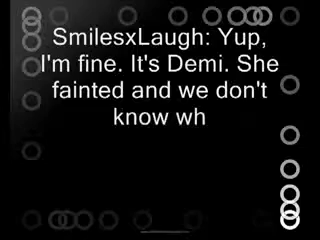 SmilesxLaugh: Yup,
I'm fine. It's Demi. She
fainted and we don't
know wh